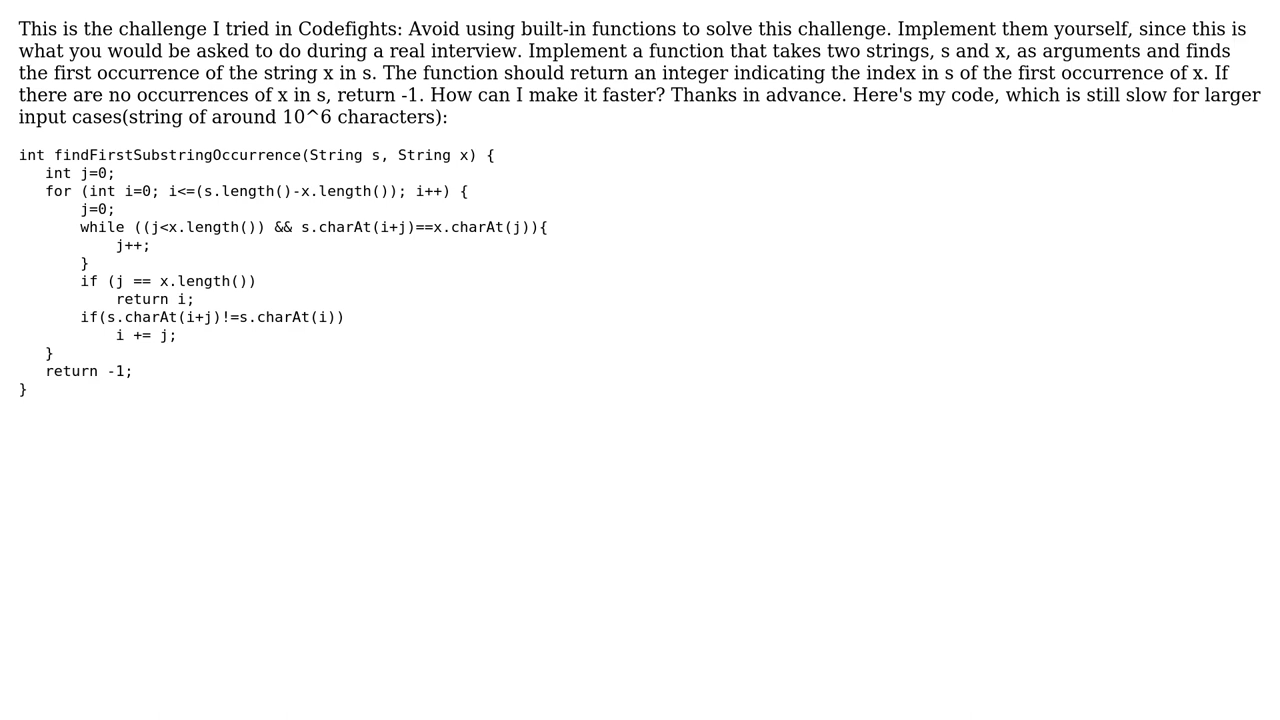 This is the challenge I tried in Codefights: Avoid using built-in functions to solve this challenge. Implement them yourself, since this is
what you would be asked to do during a real interview. Implement a function that takes two strings, s and x, as arguments and finds
the first occurrence of the string x in s. The function should return an integer indicating the index in s of the first occurrence of x. If
there are no occurrences of x in s, return -1. How can I make it faster? Thanks in advance. Here's my code, which is still slow for larger
input cases(string of around 10^6 characters):
int findFirstSubstringOccurrence(String s, String x) {
   int j=0;
   for (int i=0; i<=(s.length()-x.length()); i++) {
       j=0;
       while ((j<x.length()) && s.charAt(i+j)==x.charAt(j)){
           j++;
       }
       if (j == x.length())
           return i;
       if(s.charAt(i+j)!=s.charAt(i))
           i += j;
   }
   return -1;
}